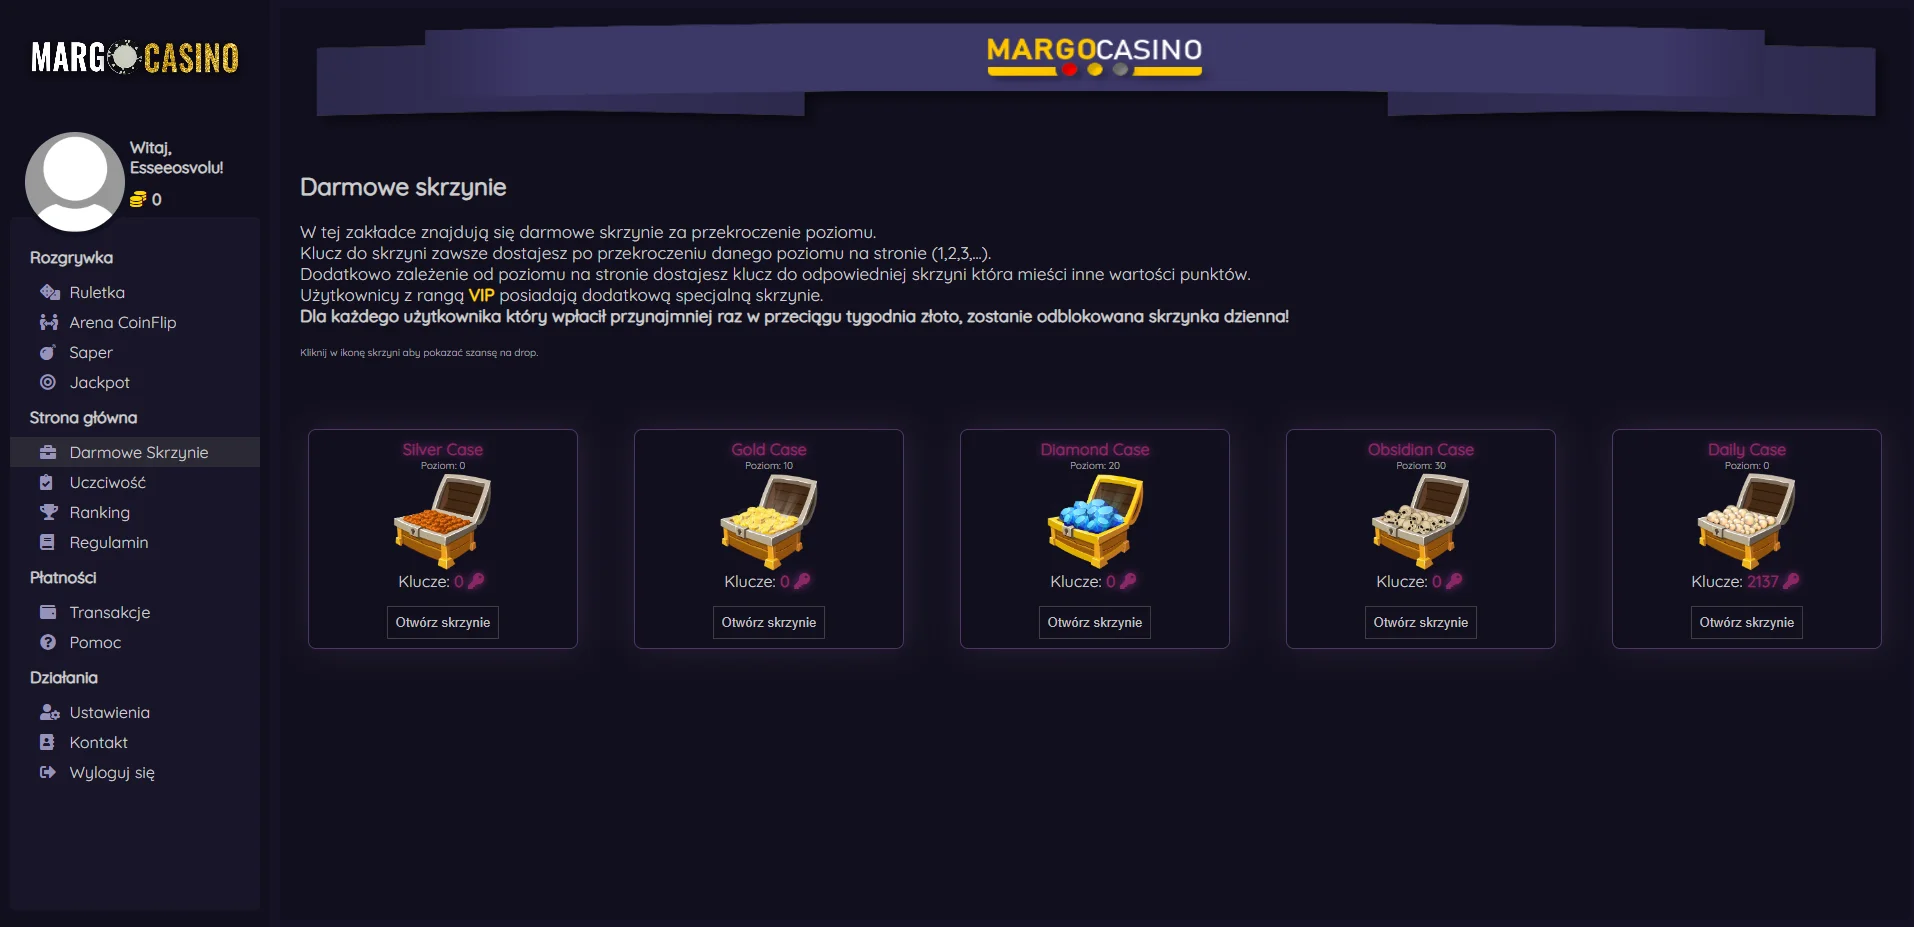 MARGOCASINO
MARGOCASINO
Witaj,
Esseeosvolu!
0
Rozgrywka
Ruletka
Arena CoinFlip
Saper
Jackpot
Strona główna
Darmowe Skrzynie
Uczciwość
Ranking
Regulamin
Płatności
Transakcje
Pomoc
Działania
Ustawienia
Kontakt
Wyloguj się
Darmowe skrzynie
W tej zakładce znajdują się darmowe skrzynie za przekroczenie poziomu.
Klucz do skrzyni zawsze dostajesz po przekroczeniu danego poziomu na stronie (1,2,3,...).
Dodatkowo zależenie od poziomu na stronie dostajesz klucz do odpowiedniej skrzyni która mieści inne wartości punktów.
Użytkownicy z rangą VIP posiadają dodatkową specjalną skrzynie.
Dla każdego użytkownika który wpłacił przynajmniej raz w przeciągu tygodnia złoto, zostanie odblokowana skrzynka dzienna!
Kliknij w ikonę skrzyni aby pokazać szansę na drop.
Silver Case
Poziom: 0
Klucze: 0
Otwórz skrzynie
Gold Case
Poziom: 10
Klucze: 0
Otwórz skrzynie
Diamond Case
Poziom: 20
Klucze: 0
Otwórz skrzynie
Obsidian Case
Poziom: 30
Klucze: 0
Otwórz skrzynie
Daily Case
Poziom: 0
Klucze: 2137
Otwórz skrzynie